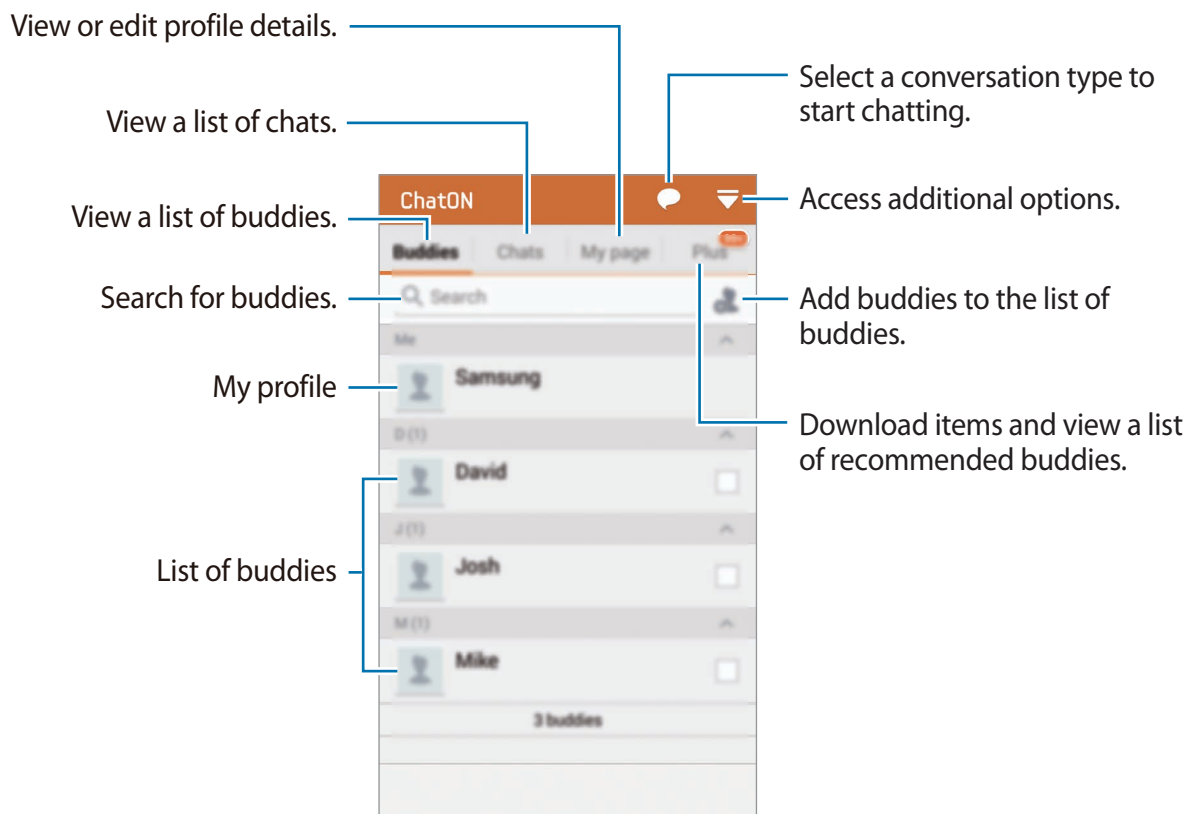 View or edit profile details.
Select a conversation type to
start chatting.
View a list of chats.
ChatON
Access additional options.
View a list of buddies.
Buddies
Chats
My page
Plus
Search for buddies.
Search
Add buddies to the list of
buddies.
Me
My profile
Samsung
D (1)
Download items and view a list
of recommended buddies.
David
J (1)
List of buddies
Josh
M (1)
Mike
3 buddies